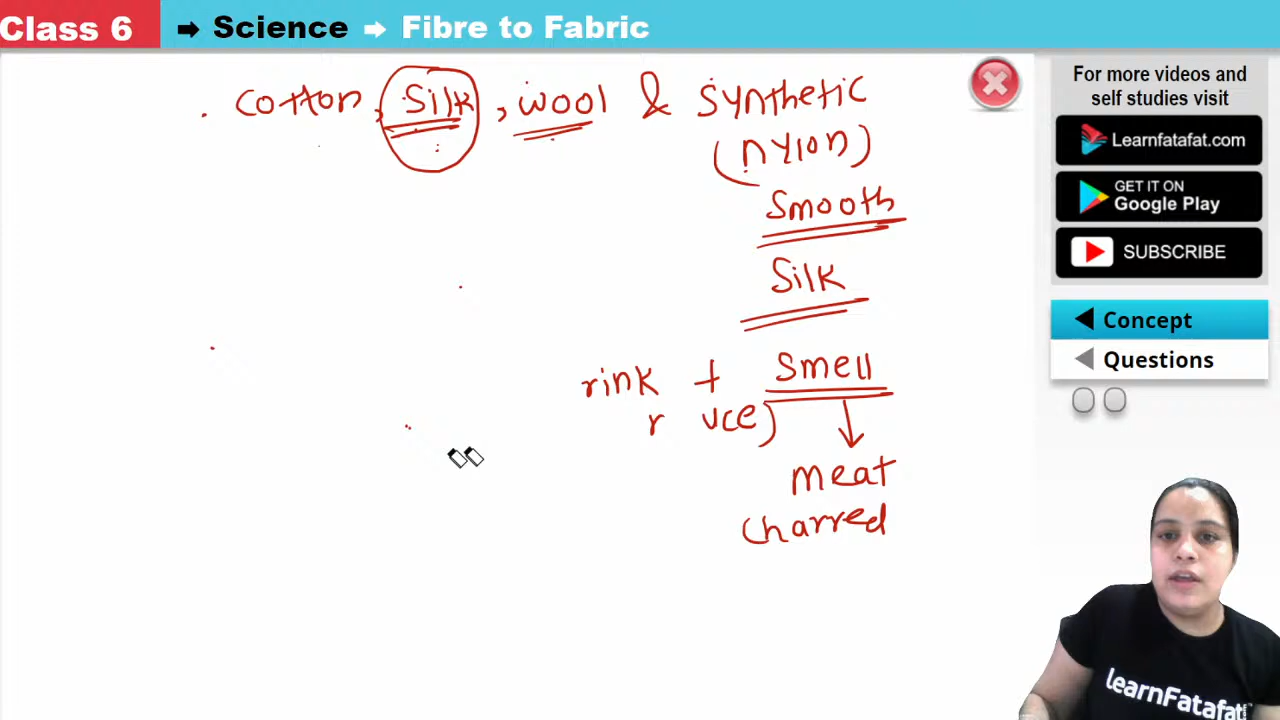 Class 6 ➡ Science ➡ Fibre to Fabric
. cotton, Silk, wool & Synthetic
(nylon)
Smooth
Silk
rink + Smell
r vce)
meat
charred
For more videos and
self studies visit
Learnfatafat.com
GET IT ON
Google Play
SUBSCRIBE
Concept
Questions
learnFatafat